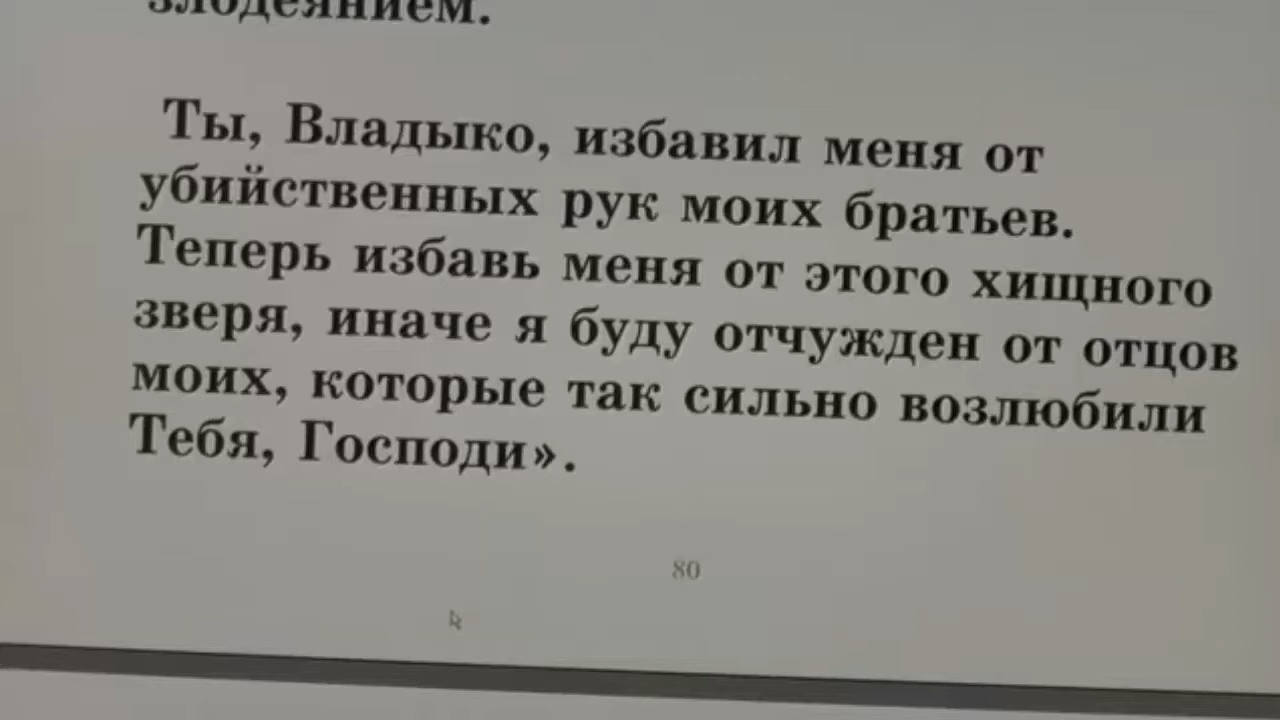 злодеянием.
Ты, Владыко, избавил меня от
убийственных рук моих братьев.
Теперь избавь меня от этого хищного
зверя, иначе я буду отчужден от отцов
моих, которые так сильно возлюбили
Тебя, Господи».
80